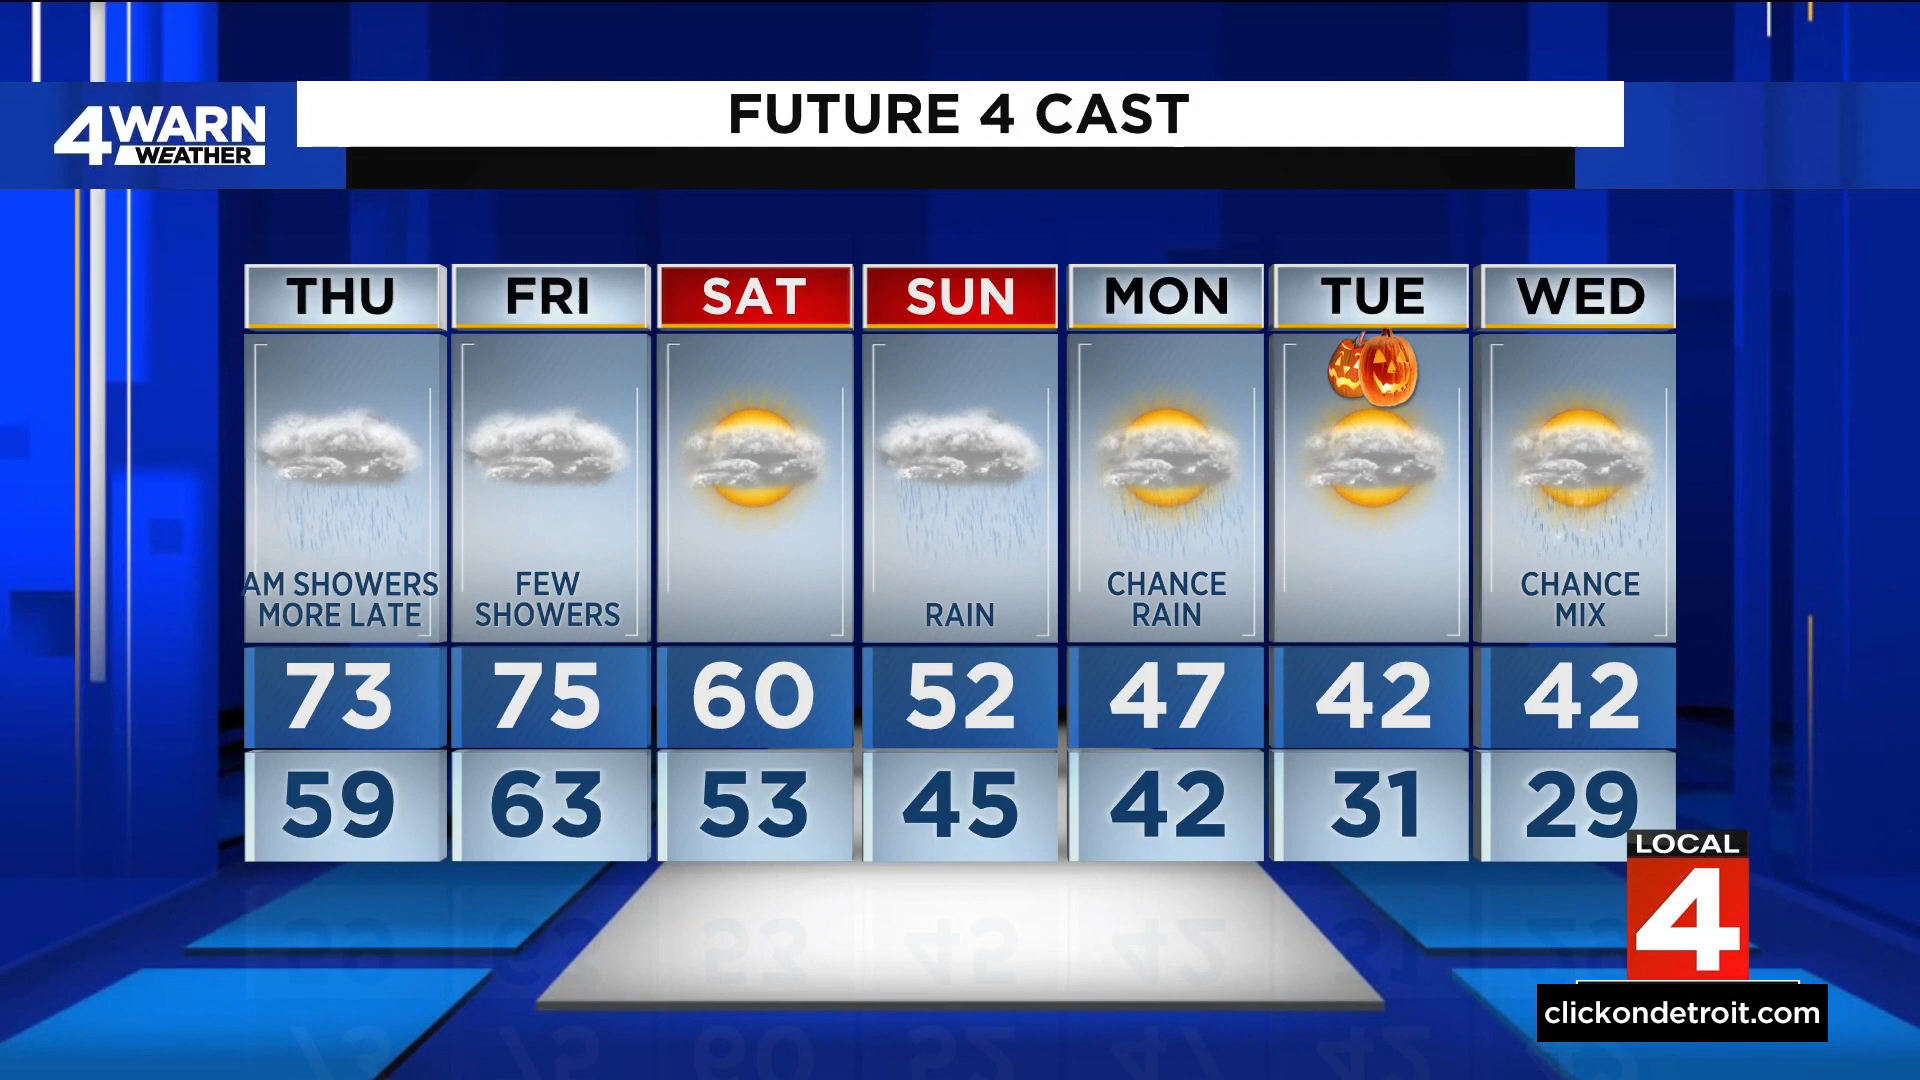 4WARN
WEATHER
FUTURE 4 CAST
THU FRI SAT SUN MON TUE WED
AM SHOWERS
MORE LATE
FEW
SHOWERS
RAIN
CHANCE
RAIN
CHANCE
MIX
73 75 60 52 47 42 42
59 63 53 45 42 31 29
LOCAL
4
clickondetroit.com